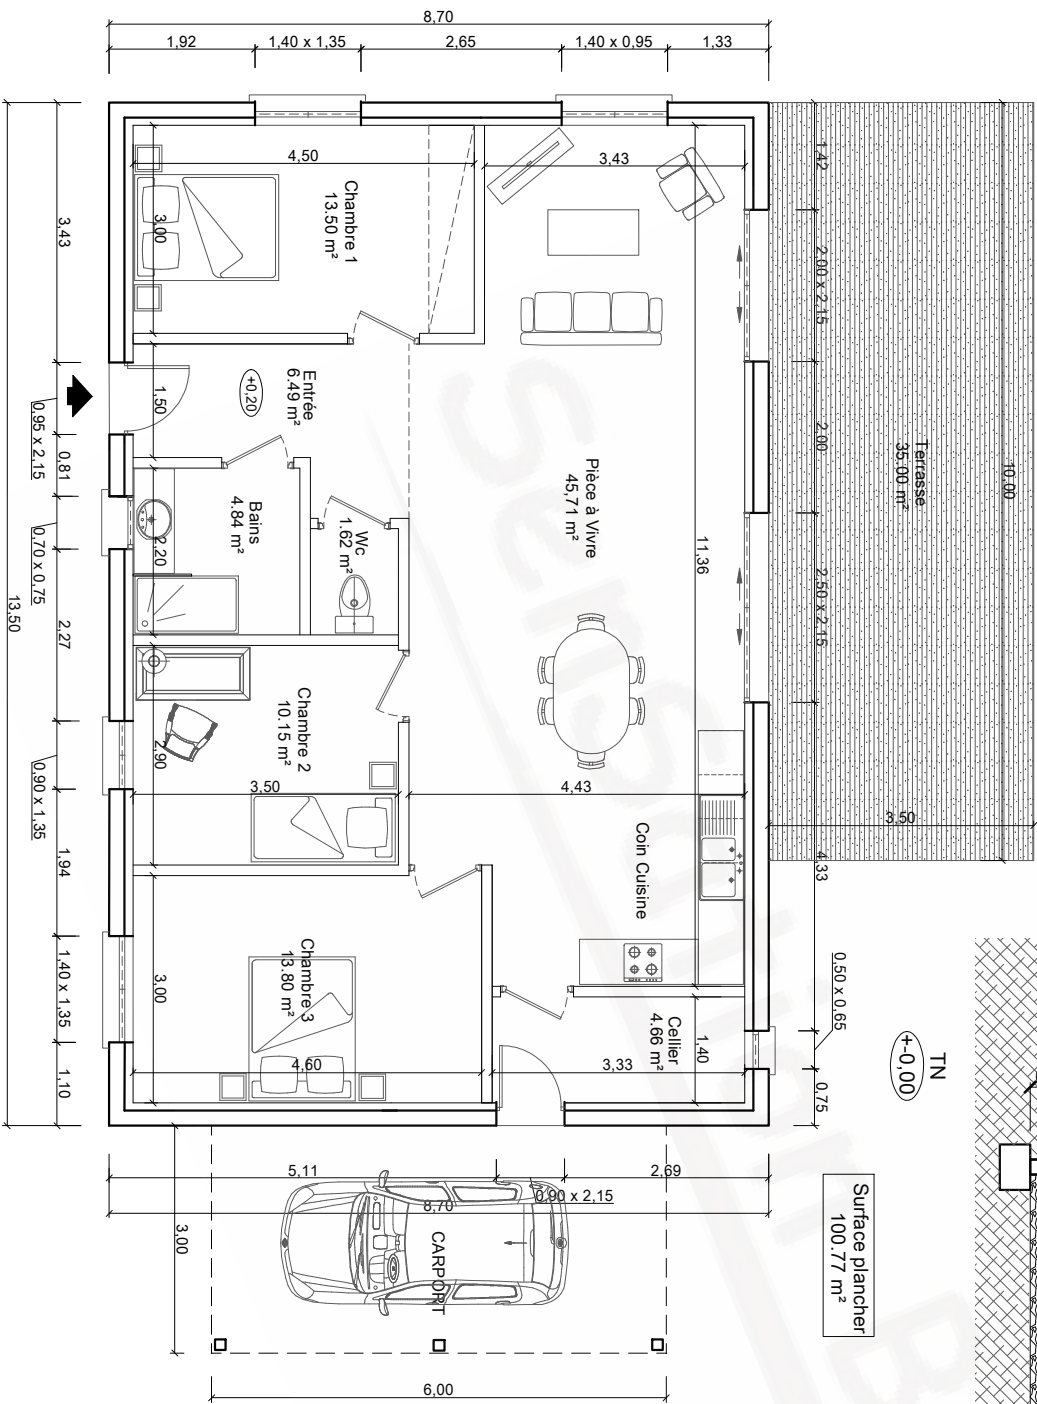 8,70
1,92
1,40 x 1,35
2,65
1,40 x 0,95
1,33
4,50
3,43
Chambre 1
13.50 m²
3,00
1,42
2,00 x 2,15
2,00
2,50 x 2,15
4,33
0,50 x 0,65
0,75
10,00
Terrasse
35.00 m²
3,50
3,43
0,95 x 2,15
0,81
0,70 x 0,75
2,27
0,90 x 1,35
1,94
1,40 x 1,35
1,10
13,50
Entrée
6.49 m²
+0,20
1,50
Bains
4.84 m²
2,20
Wc
1.62 m²
Pièce à Vivre
45,71 m²
11,36
Chambre 2
10.15 m²
2,90
3,50
4,43
Coin Cuisine
Chambre 3
13.80 m²
3,00
4,60
Cellier
4.66 m²
1,40
3,33
TN
+-0,00
Surface plancher
100.77 m²
5,11
0,90 x 2,15
2,69
8,70
CARPORT
3,00
6,00